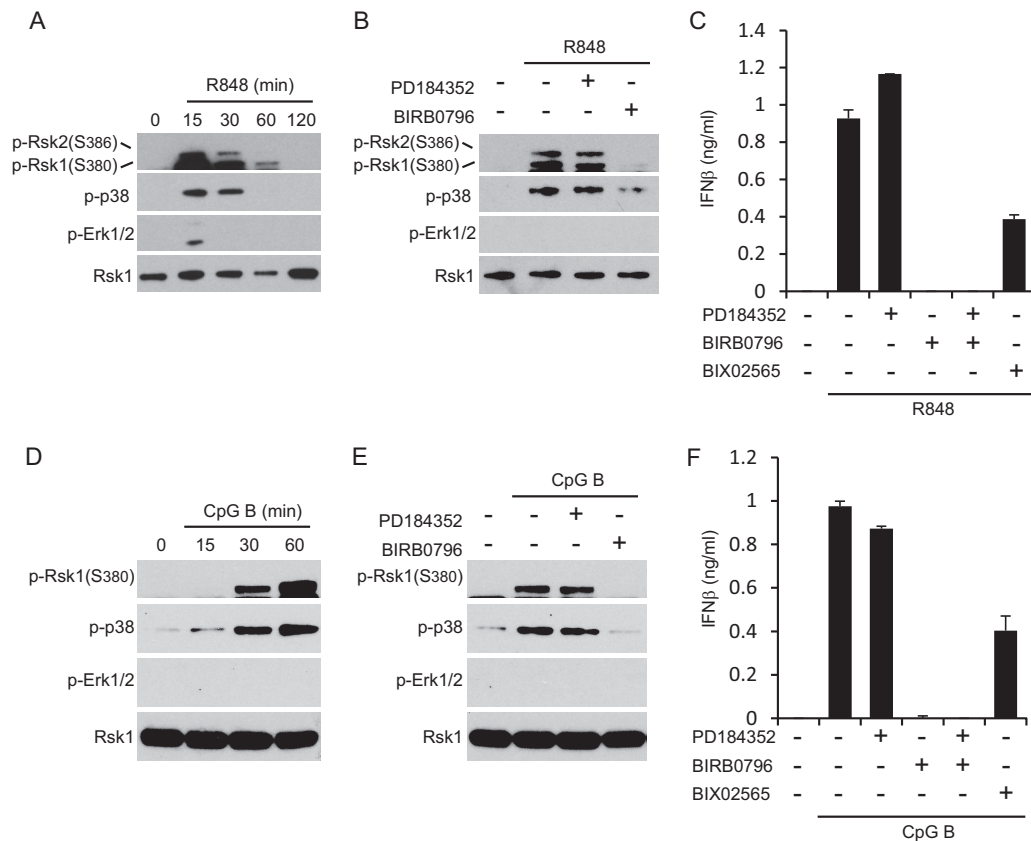 A
R848 (min)
0 15 30 60 120
p-Rsk2(S386)
p-Rsk1(S380)
p-p38
p-Erk1/2
Rsk1
B
R848
PD184352 - - + -
BIRB0796 - - - +
p-Rsk2(S386)
p-Rsk1(S380)
p-p38
p-Erk1/2
Rsk1
C
IFNβ (ng/ml)
1.4
1.2
1
0.8
0.6
0.4
0.2
0
PD184352 - - + - + -
BIRB0796 - - - + + -
BIX02565 - - - - - +
R848
D
CpG B (min)
0 15 30 60
p-Rsk1(S380)
p-p38
p-Erk1/2
Rsk1
E
CpG B
PD184352 - - + -
BIRB0796 - - - +
p-Rsk1(S380)
p-p38
p-Erk1/2
Rsk1
F
IFNβ (ng/ml)
1.2
1
0.8
0.6
0.4
0.2
0
PD184352 - - + - + -
BIRB0796 - - - + + -
BIX02565 - - - - - +
CpG B